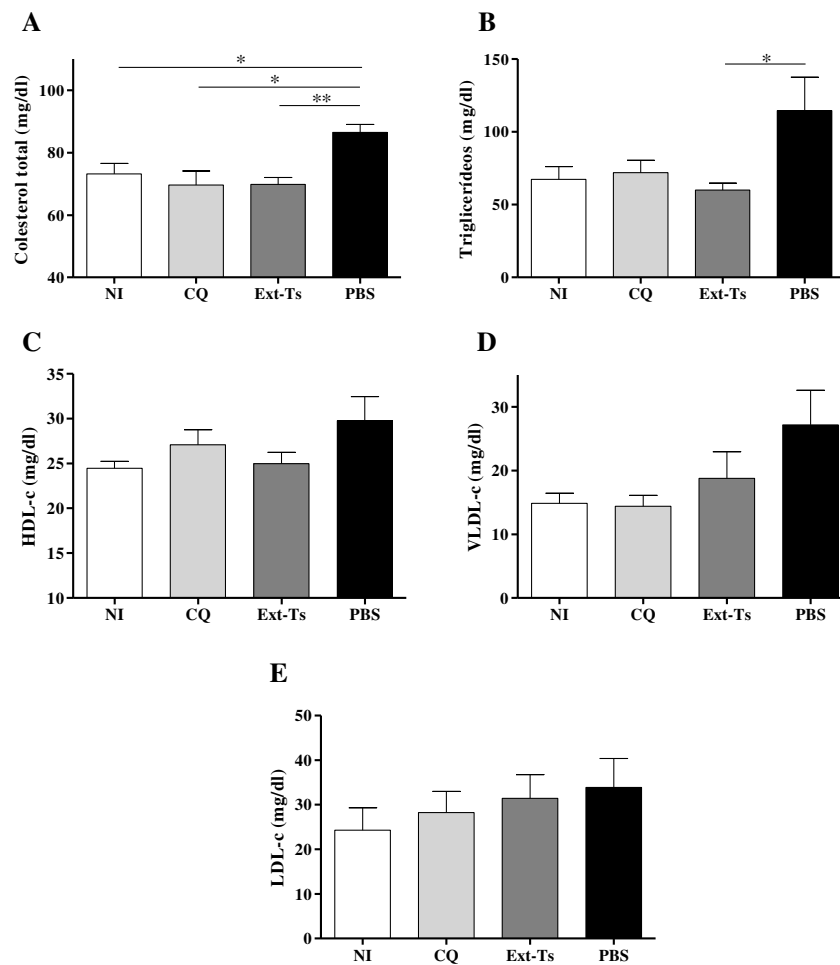 A
Colesterol total (mg/dl)
100
80
60
40
*
*
**
NI CQ Ext-Ts PBS
B
Triglicerídeos (mg/dl)
150
100
50
0
*
NI CQ Ext-Ts PBS
C
HDL-c (mg/dl)
35
30
25
20
15
10
NI CQ Ext-Ts PBS
D
VLDL-c (mg/dl)
30
20
10
0
NI CQ Ext-Ts PBS
E
LDL-c (mg/dl)
50
40
30
20
10
0
NI CQ Ext-Ts PBS